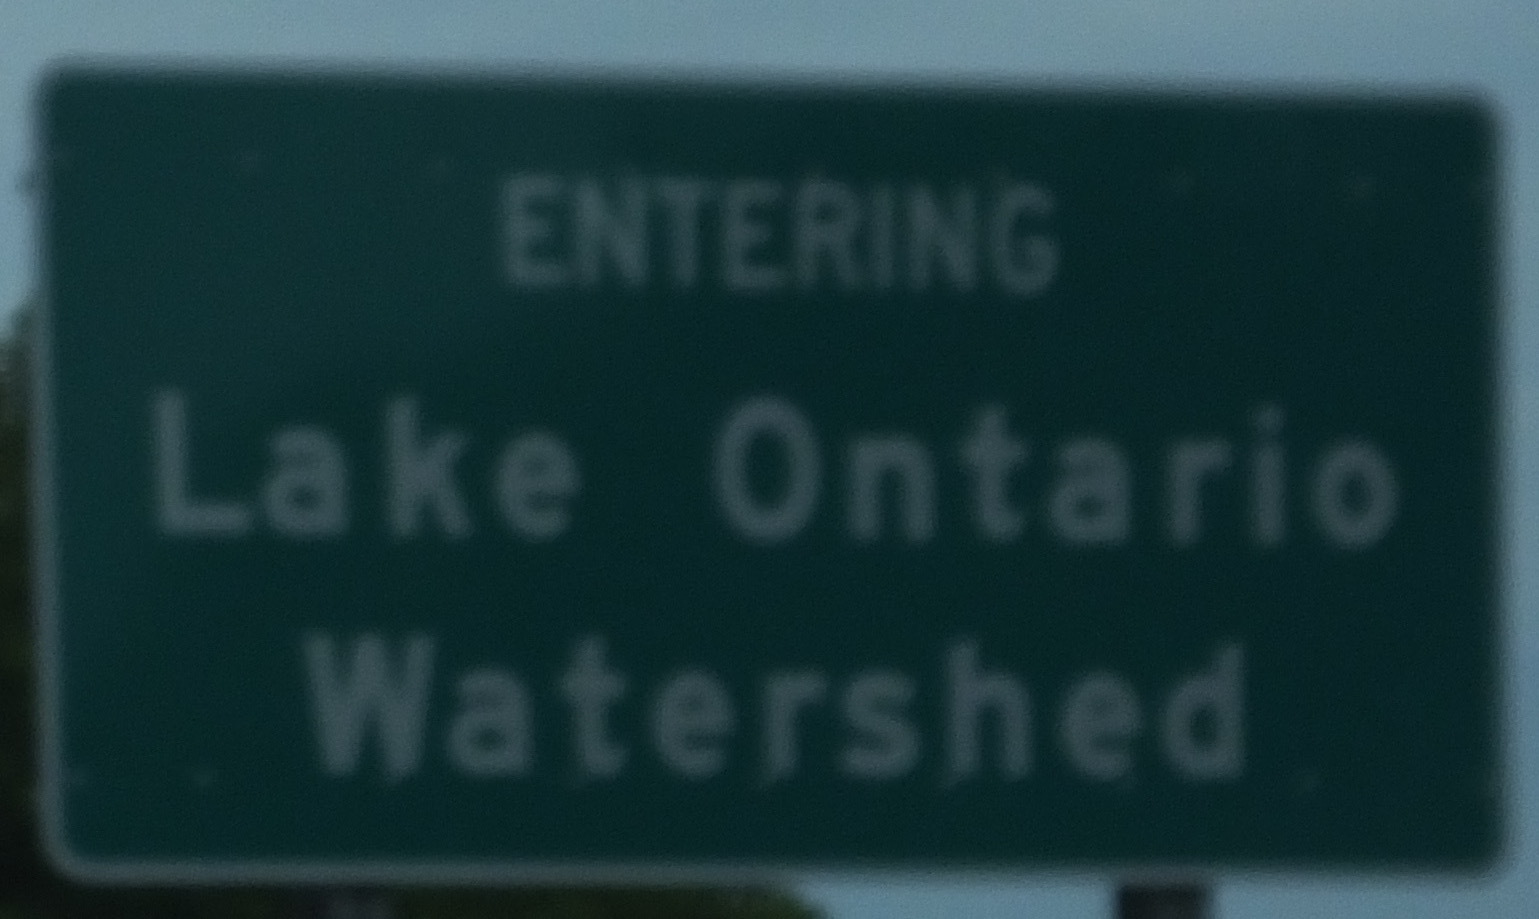 ENTERING
Lake Ontario
Watershed